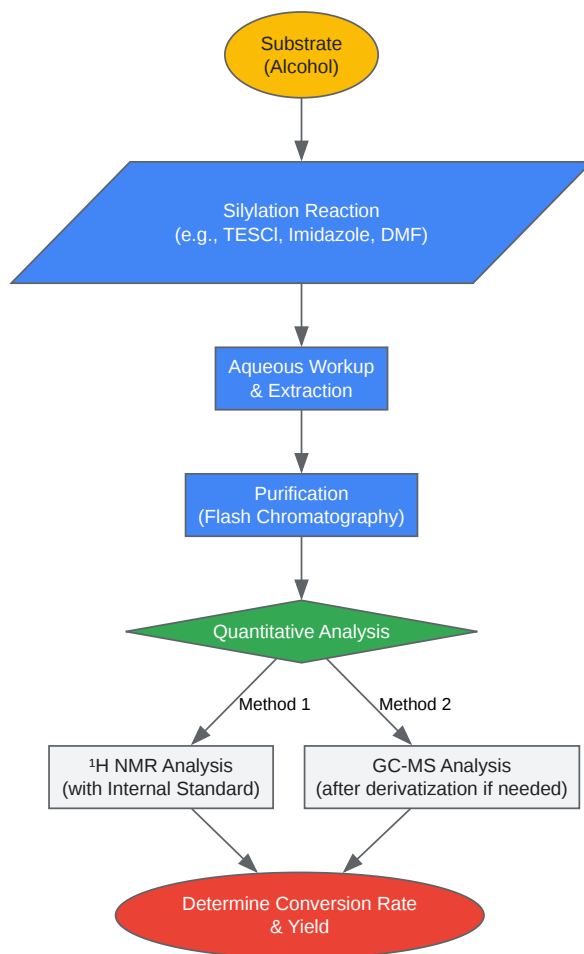 Substrate
(Alcohol)
Silylation Reaction
(e.g., TESCl, Imidazole, DMF)
Aqueous Workup
& Extraction
Purification
(Flash Chromatography)
Quantitative Analysis
Method 1
Method 2
¹H NMR Analysis
(with Internal Standard)
GC-MS Analysis
(after derivatization if needed)
Determine Conversion Rate
& Yield